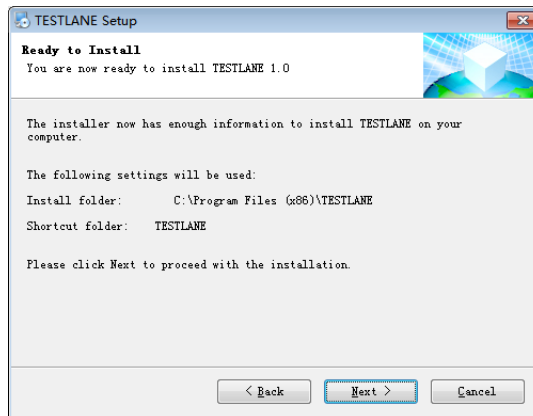 TESTLANE Setup
Ready to Install
You are now ready to install TESTLANE 1.0
The installer now has enough information to install TESTLANE on your
computer.
The following settings will be used:
Install folder: C:\Program Files (x86)\TESTLANE
Shortcut folder: TESTLANE
Please click Next to proceed with the installation.
< Back Next > Cancel